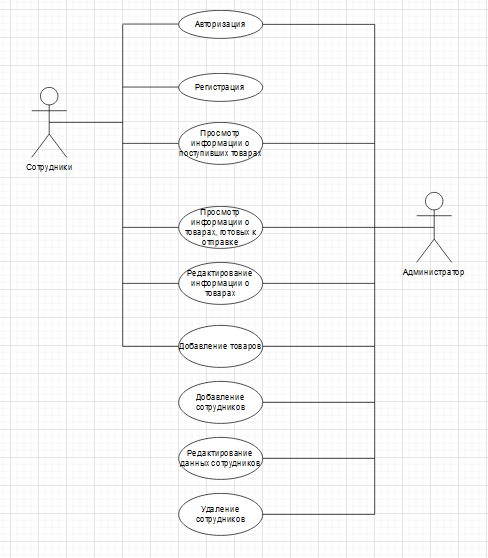 Авторизация
Регистрация
Просмотр
информации о
поступивших товарах
Сотрудники
Просмотр
информации о
товарах, готовых к
отправке
Администратор
Редактирование
информации о
товарах
Добавление товаров
Добавление
сотрудников
Редактирование
данных сотрудников
Удаление
сотрудников